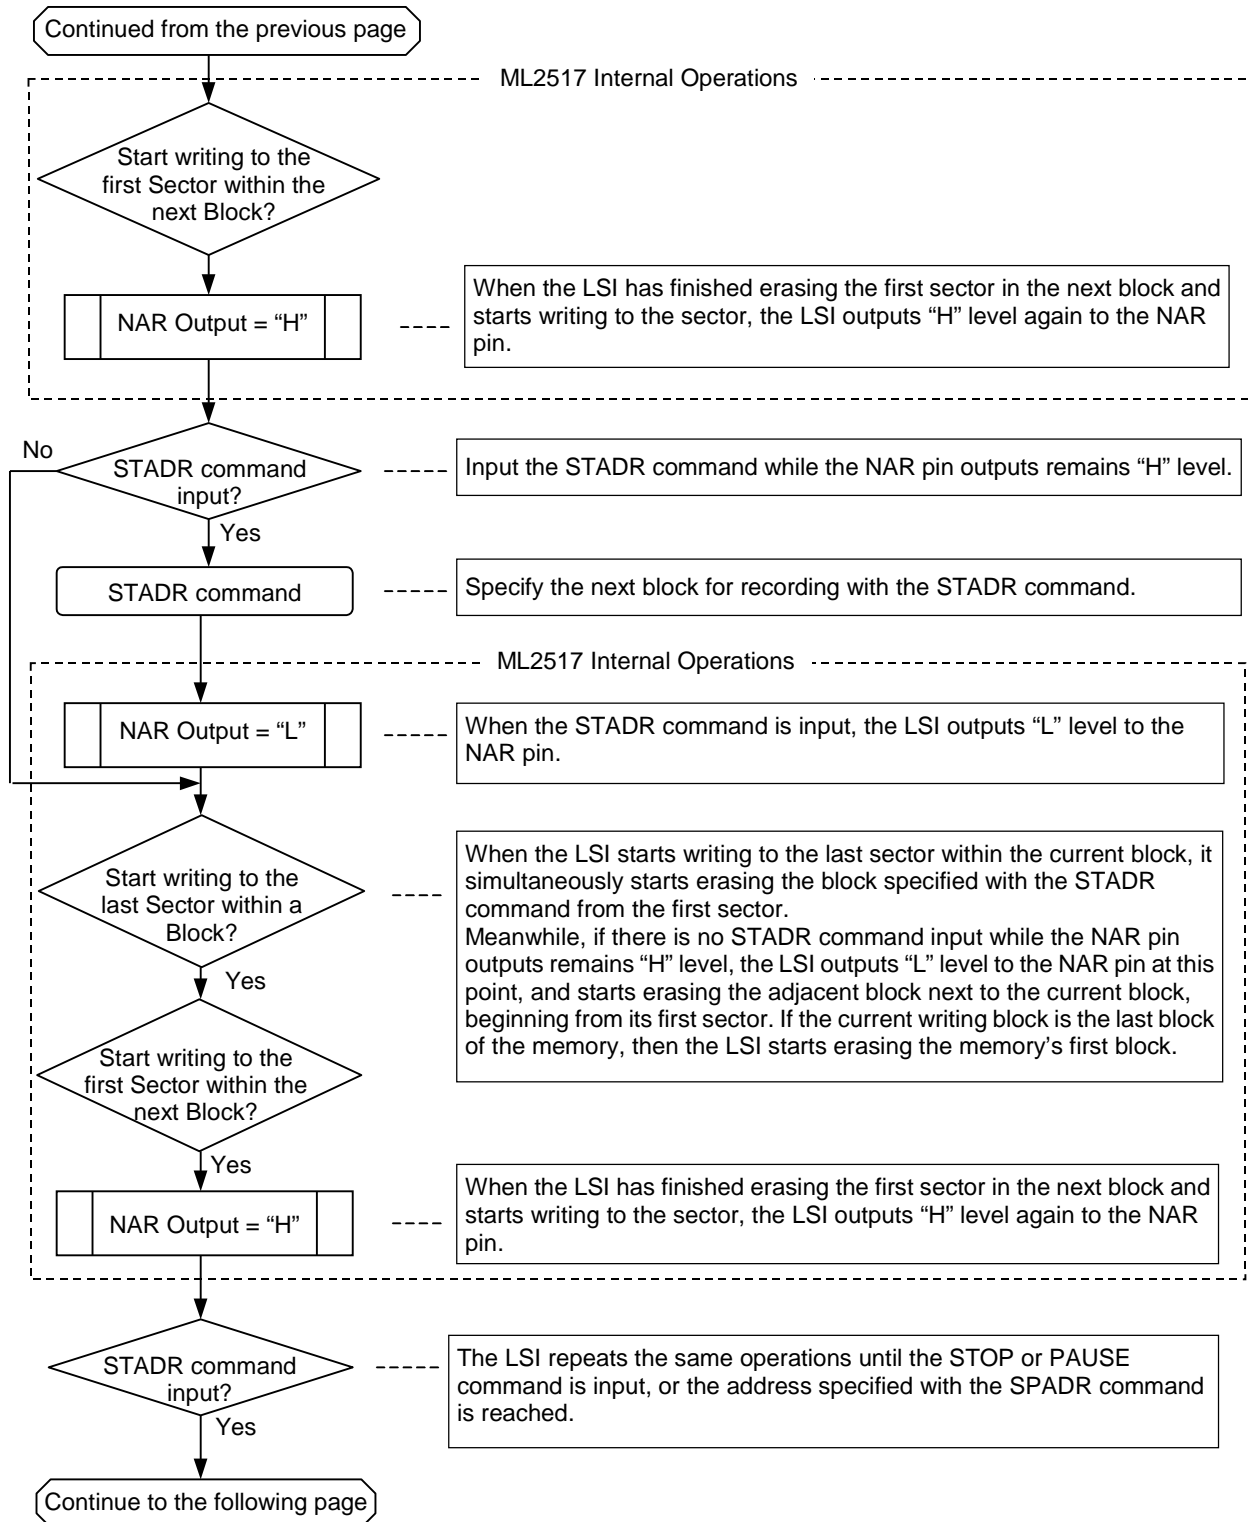 Continued from the previous page
ML2517 Internal Operations
Start writing to the
first Sector within the
next Block?
NAR Output = “H”
When the LSI has finished erasing the first sector in the next block and
starts writing to the sector, the LSI outputs “H” level again to the NAR
pin.
No
STADR command
input?
Input the STADR command while the NAR pin outputs remains “H” level.
Yes
STADR command
Specify the next block for recording with the STADR command.
ML2517 Internal Operations
NAR Output = “L”
When the STADR command is input, the LSI outputs “L” level to the
NAR pin.
Start writing to the
last Sector within a
Block?
When the LSI starts writing to the last sector within the current block, it
simultaneously starts erasing the block specified with the STADR
command from the first sector.
Meanwhile, if there is no STADR command input while the NAR pin
outputs remains “H” level, the LSI outputs “L” level to the NAR pin at this
point, and starts erasing the adjacent block next to the current block,
beginning from its first sector. If the current writing block is the last block
of the memory, then the LSI starts erasing the memory’s first block.
Yes
Start writing to the
first Sector within the
next Block?
Yes
NAR Output = “H”
When the LSI has finished erasing the first sector in the next block and
starts writing to the sector, the LSI outputs “H” level again to the NAR
pin.
STADR command
input?
The LSI repeats the same operations until the STOP or PAUSE
command is input, or the address specified with the SPADR command
is reached.
Yes
Continue to the following page